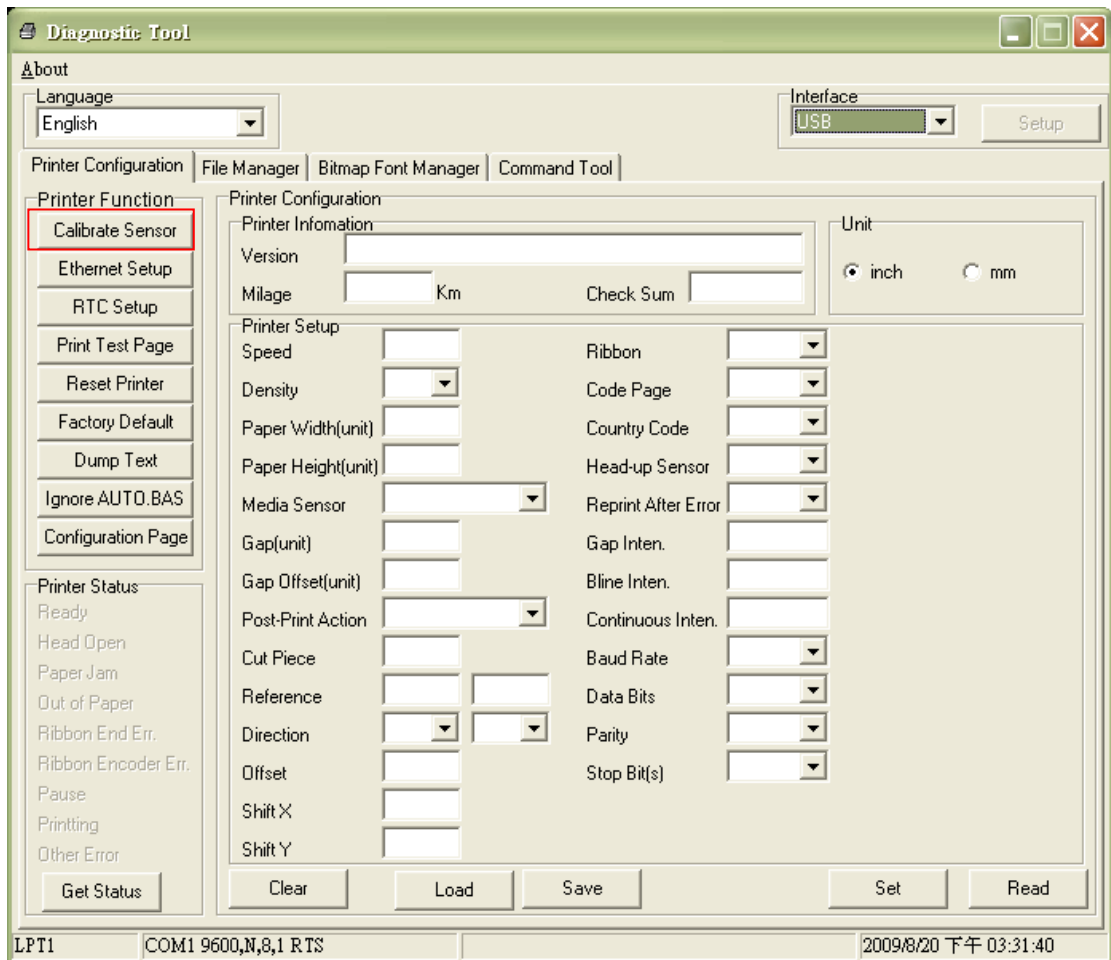 Diagnostic Tool
About
Language
English
Interface
USB
Setup
Printer Configuration
File Manager
Bitmap Font Manager
Command Tool
Printer Function
Calibrate Sensor
Ethernet Setup
RTC Setup
Print Test Page
Reset Printer
Factory Default
Dump Text
Ignore AUTO.BAS
Configuration Page
Printer Status
Ready
Head Open
Paper Jam
Out of Paper
Ribbon End Err.
Ribbon Encoder Err.
Pause
Printting
Other Error
Get Status
Printer Configuration
Printer Infomation
Version
Milage
Km
Check Sum
Unit
inch
mm
Printer Setup
Speed
Density
Paper Width(unit)
Paper Height(unit)
Media Sensor
Gap(unit)
Gap Offset(unit)
Post-Print Action
Cut Piece
Reference
Direction
Offset
Shift X
Shift Y
Ribbon
Code Page
Country Code
Head-up Sensor
Reprint After Error
Gap Inten.
Bline Inten.
Continuous Inten.
Baud Rate
Data Bits
Parity
Stop Bit(s)
Clear
Load
Save
Set
Read
LPT1
COM1 9600,N,8,1 RTS
2009/8/20 下午 03:31:40